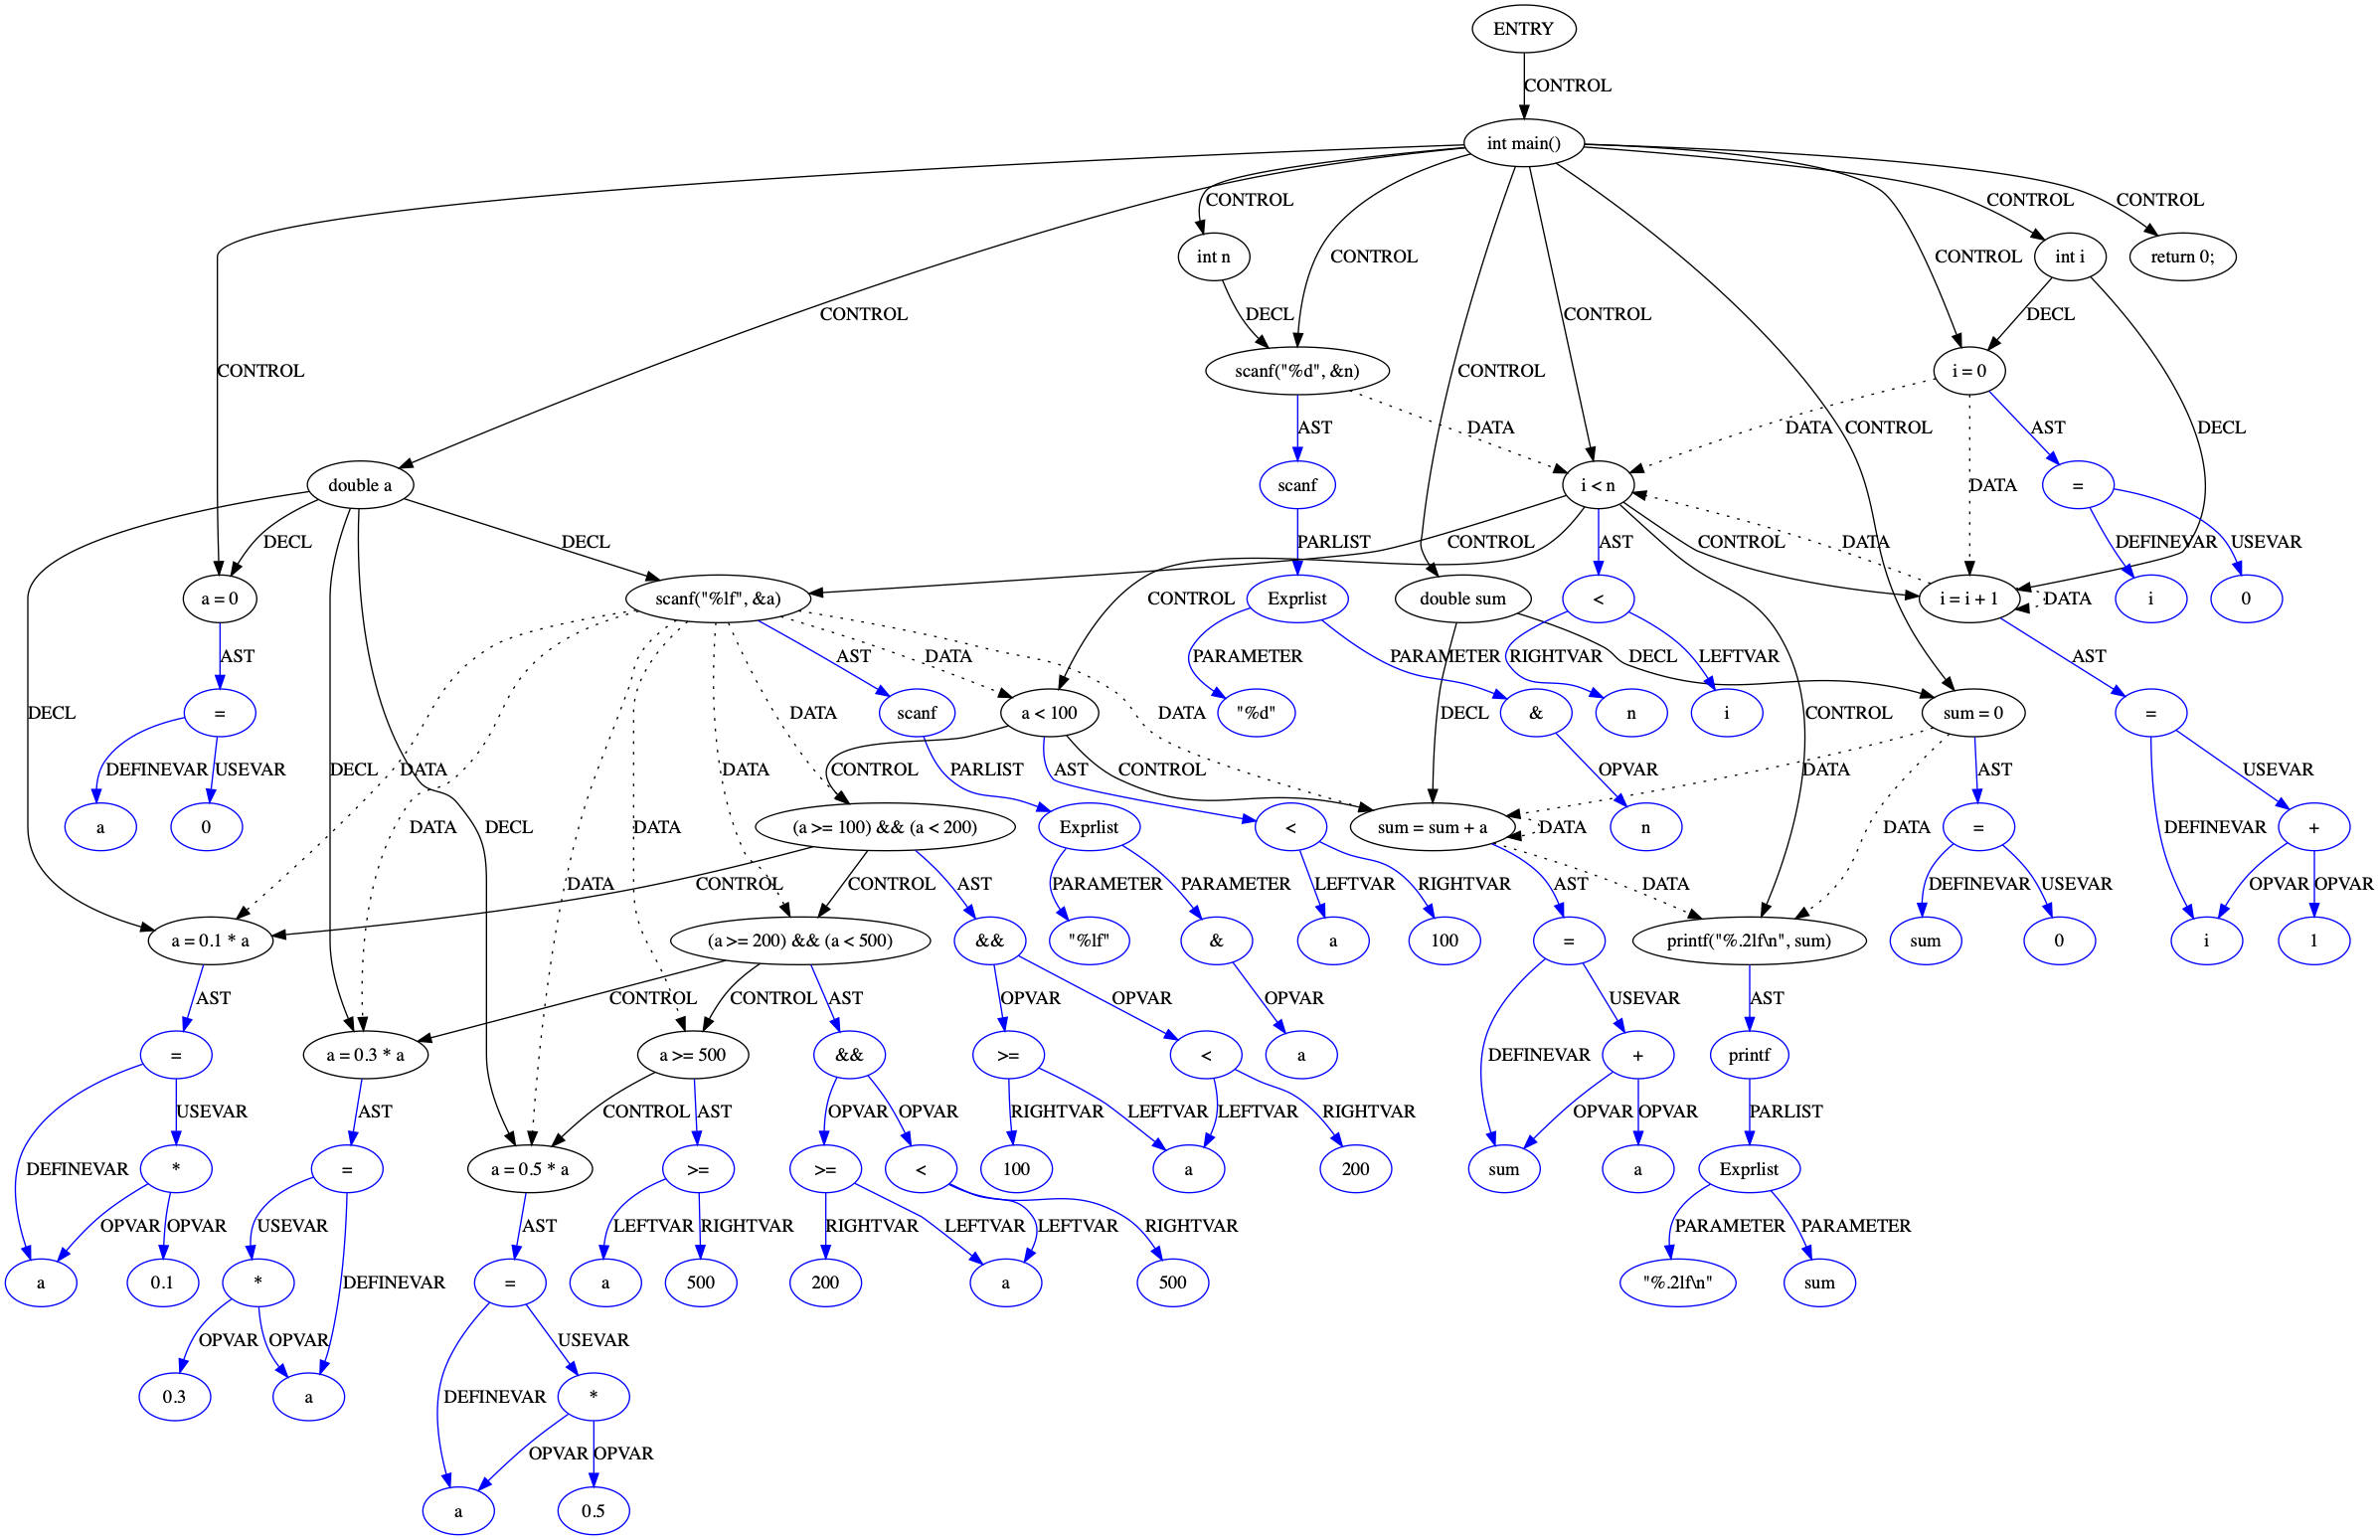 ENTRY
CONTROL
int main()
CONTROL
CONTROL
CONTROL
int n
int i
return 0;
CONTROL
CONTROL
DECL
DECL
CONTROL
CONTROL
CONTROL
scanf("%d", &n)
CONTROL
i = 0
AST
DATA
DATA
CONTROL
AST
DECL
double a
scanf
i < n
DATA
=
DECL
DECL
PARLIST
CONTROL
AST
CONTROL
DATA
DEFINEVAR
USEVAR
a = 0
scanf("%lf", &a)
CONTROL
Exprlist
double sum
<
i = i + 1
DATA
i
0
AST
AST
DATA
PARAMETER
PARAMETER
RIGHTVAR
DECL
LEFTVAR
AST
DECL
=
DATA
scanf
a < 100
DATA
"%d"
DECL
&
n
i
CONTROL
sum = 0
=
DEFINEVAR
USEVAR
DECL
DATA
DATA
CONTROL
PARLIST
AST
CONTROL
OPVAR
DATA
AST
USEVAR
a
0
DATA
DECL
DATA
(a >= 100) && (a < 200)
Exprlist
<
sum = sum + a
DATA
n
DATA
=
DEFINEVAR
+
DATA
CONTROL
CONTROL
AST
PARAMETER
PARAMETER
LEFTVAR
RIGHTVAR
AST
DATA
DEFINEVAR
USEVAR
OPVAR
OPVAR
a = 0.1 * a
(a >= 200) && (a < 500)
&&
"%lf"
&
a
100
=
printf("%.2lf\n", sum)
sum
0
i
1
AST
CONTROL
CONTROL
AST
OPVAR
OPVAR
OPVAR
USEVAR
AST
=
a = 0.3 * a
a >= 500
&&
>=
<
a
DEFINEVAR
+
printf
USEVAR
AST
CONTROL
AST
OPVAR
OPVAR
RIGHTVAR
LEFTVAR
LEFTVAR
RIGHTVAR
OPVAR
OPVAR
PARLIST
DEFINEVAR
*
=
a = 0.5 * a
>=
>=
<
100
a
200
sum
a
Exprlist
OPVAR
OPVAR
USEVAR
AST
LEFTVAR
RIGHTVAR
RIGHTVAR
LEFTVAR
LEFTVAR
RIGHTVAR
PARAMETER
PARAMETER
a
0.1
*
DEFINEVAR
=
a
500
200
a
500
"%.2lf\n"
sum
OPVAR
OPVAR
USEVAR
0.3
a
DEFINEVAR
*
OPVAR
OPVAR
a
0.5